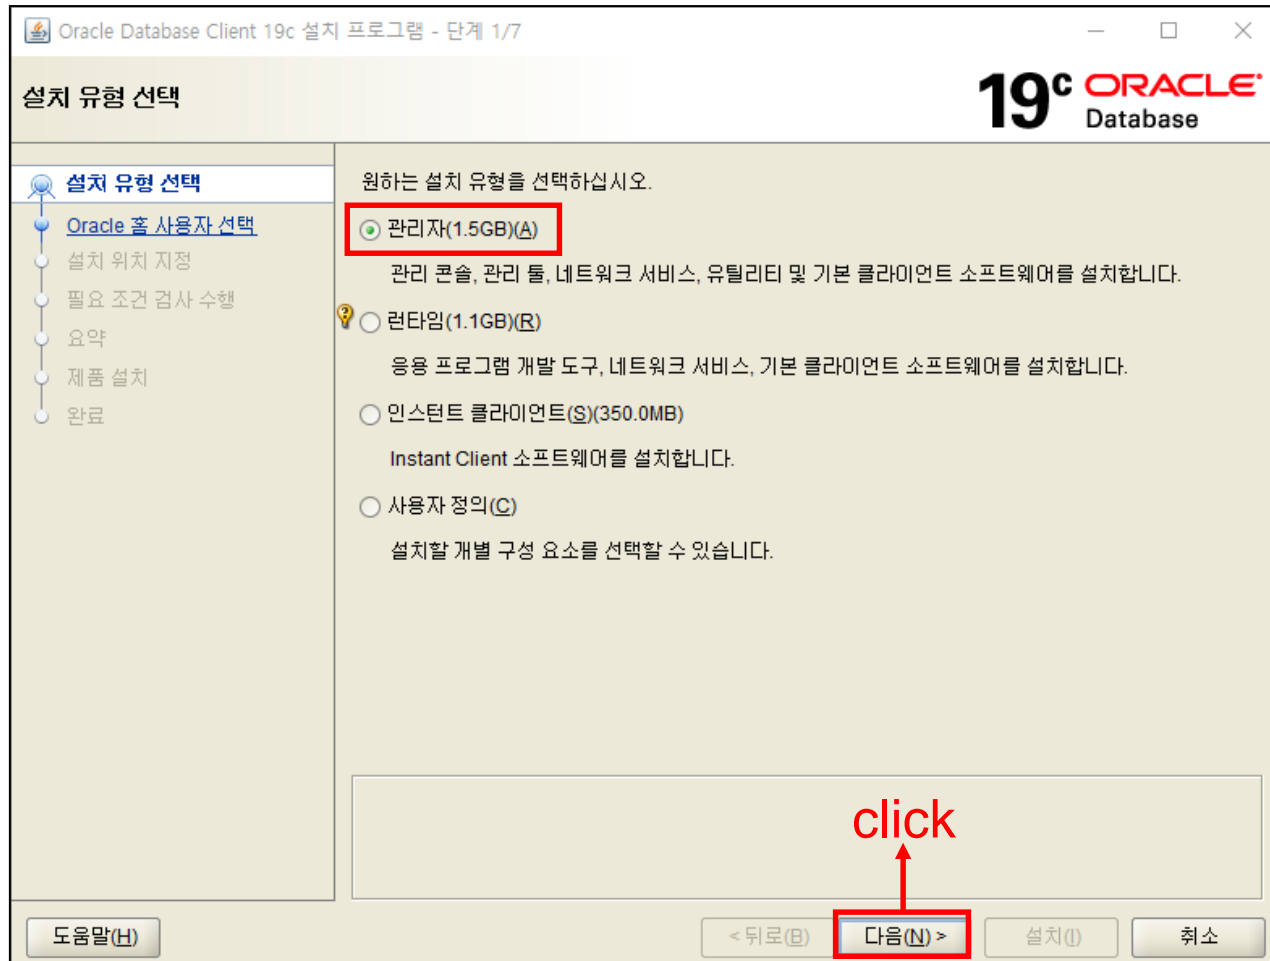 Oracle Database Client 19c 설치 프로그램 - 단계 1/7
설치 유형 선택
19c ORACLE
Database
설치 유형 선택
Oracle 홈 사용자 선택
설치 위치 지정
필요 조건 검사 수행
요약
제품 설치
완료
원하는 설치 유형을 선택하십시오.
관리자(1.5GB)(A)
관리 콘솔, 관리 툴, 네트워크 서비스, 유틸리티 및 기본 클라이언트 소프트웨어를 설치합니다.
런타임(1.1GB)(R)
응용 프로그램 개발 도구, 네트워크 서비스, 기본 클라이언트 소프트웨어를 설치합니다.
인스턴트 클라이언트(S)(350.0MB)
Instant Client 소프트웨어를 설치합니다.
사용자 정의(C)
설치할 개별 구성 요소를 선택할 수 있습니다.
click
도움말(H)
< 뒤로(B)
다음(N) >
설치(I)
취소